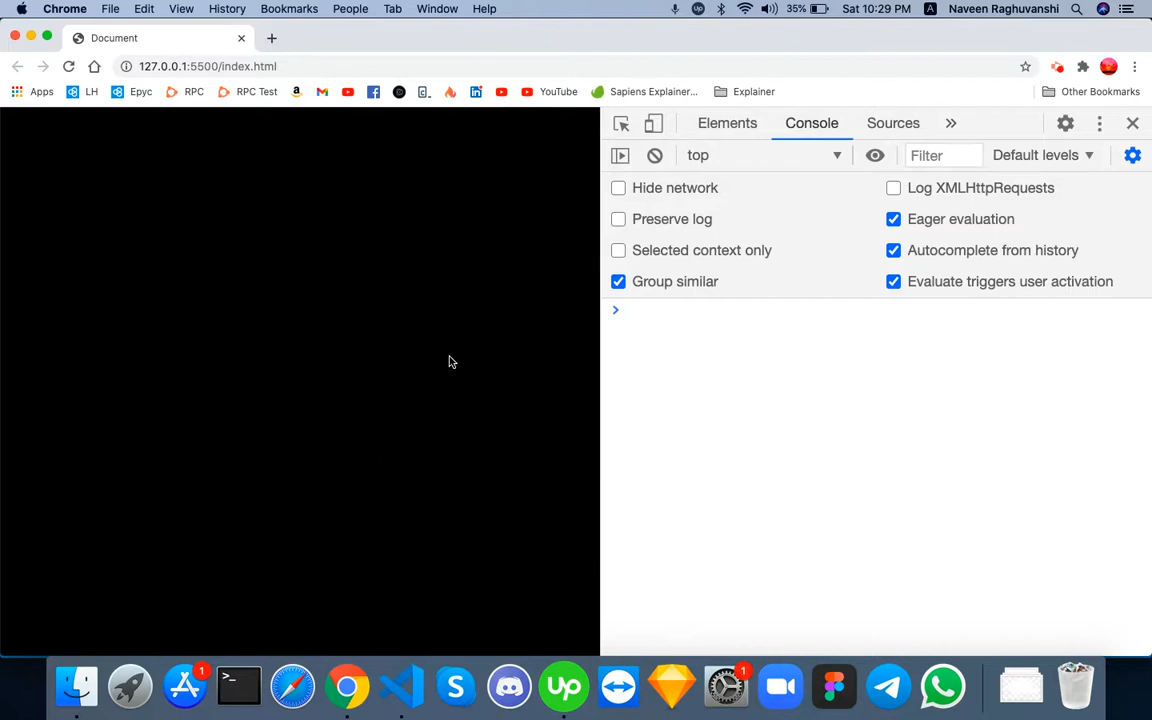 Chrome File Edit View History Bookmarks People Tab Window Help 35% Sat 10:29 PM A Naveen Raghuvanshi
Document
127.0.0.1:5500/index.html
Apps LH Epyc RPC RPC Test YouTube Sapiens Explainer... Explainer Other Bookmarks
Elements Console Sources
top Filter Default levels
Hide network Log XMLHttpRequests
Preserve log Eager evaluation
Selected context only Autocomplete from history
Group similar Evaluate triggers user activation
1 >_ S Up 1